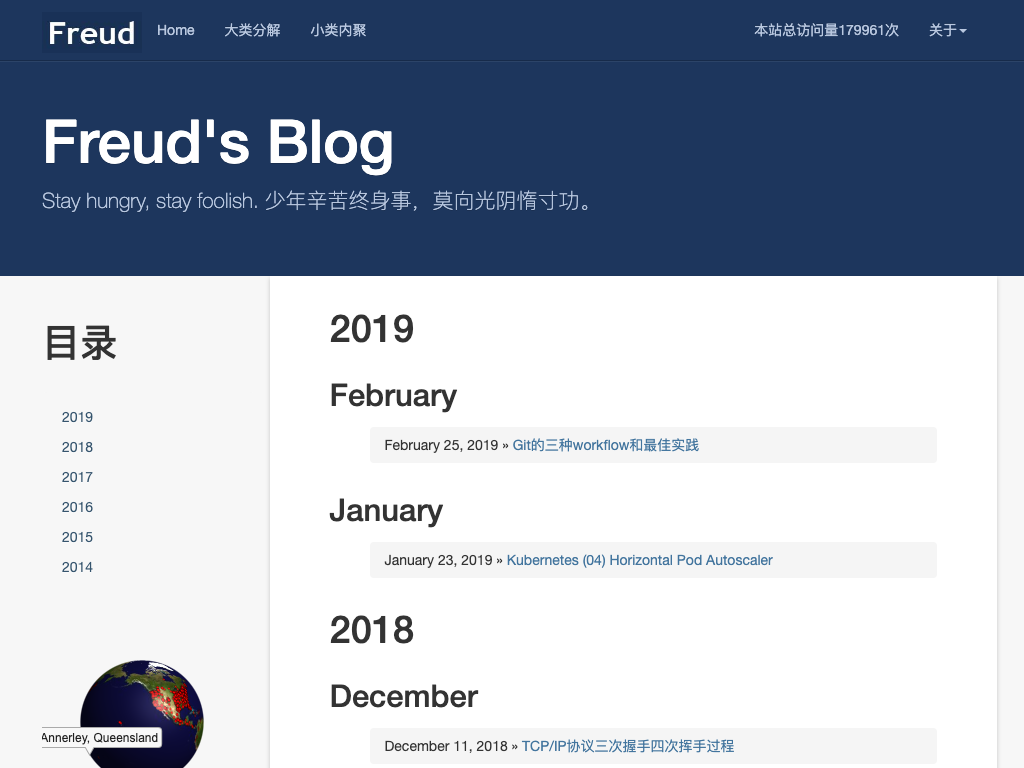 Freud
Home
大类分解
小类内聚
本站总访问量179961次
关于
Freud's Blog
Stay hungry, stay foolish. 少年辛苦终身事，莫向光阴惰寸功。
目录
2019
2018
2017
2016
2015
2014
Annerley, Queensland
2019
February
February 25, 2019 » Git的三种workflow和最佳实践
January
January 23, 2019 » Kubernetes (04) Horizontal Pod Autoscaler
2018
December
December 11, 2018 » TCP/IP协议三次握手四次挥手过程